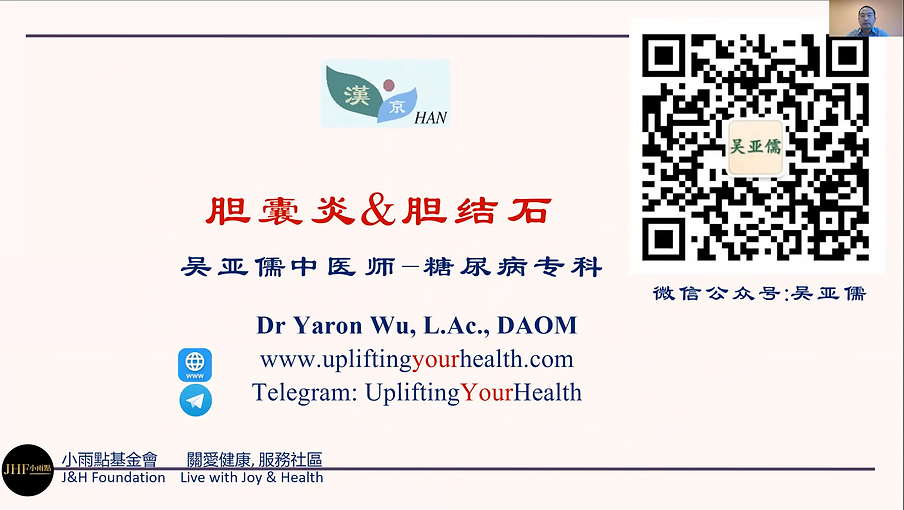 漢
京
HAN
吴亚儒
胆囊炎&胆结石
吴亚儒中医师-糖尿病专科
微信公众号:吴亚儒
Dr Yaron Wu, L.Ac., DAOM
www
www.upliftingyourhealth.com
Telegram: UpliftingYourHealth
JHF小雨點
小雨點基金會 關愛健康, 服務社區
J&H Foundation Live with Joy & Health